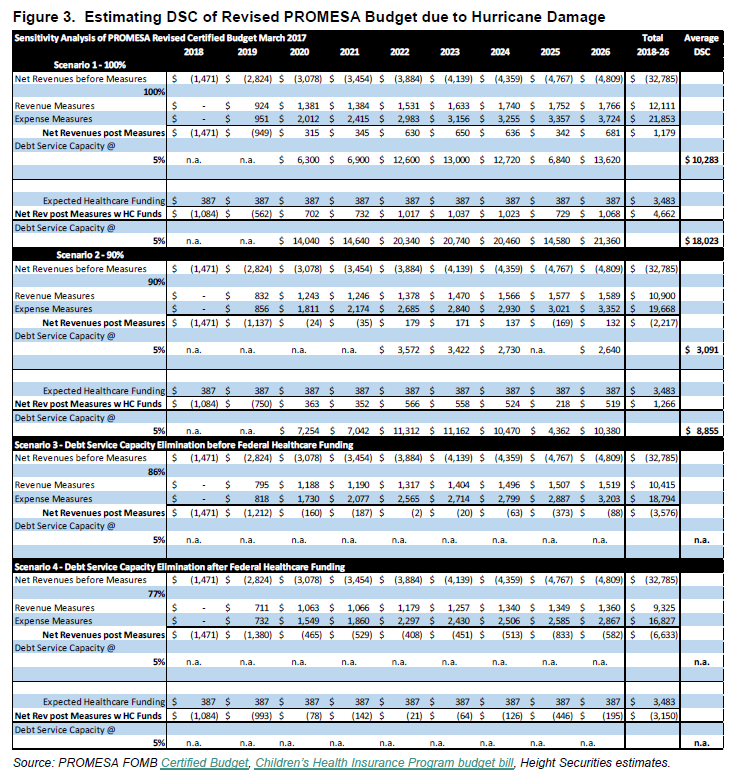 Figure 3. Estimating DSC of Revised PROMESA Budget due to Hurricane Damage
Sensitivity Analysis of PROMESA Revised Certified Budget March 2017 Total Average
2018 2019 2020 2021 2022 2023 2024 2025 2026 2018-26 DSC
Scenario 1 - 100%
Net Revenues before Measures $ (1,471) $ (2,824) $ (3,078) $ (3,454) $ (3,884) $ (4,139) $ (4,359) $ (4,767) $ (4,809) $ (32,785)
100%
Revenue Measures $ - $ 924 $ 1,381 $ 1,384 $ 1,531 $ 1,633 $ 1,740 $ 1,752 $ 1,766 $ 12,111
Expense Measures $ - $ 951 $ 2,012 $ 2,415 $ 2,983 $ 3,156 $ 3,255 $ 3,357 $ 3,724 $ 21,853
Net Revenues post Measures $ (1,471) $ (949) $ 315 $ 345 $ 630 $ 650 $ 636 $ 342 $ 681 $ 1,179
Debt Service Capacity @
5% n.a. n.a. $ 6,300 $ 6,900 $ 12,600 $ 13,000 $ 12,720 $ 6,840 $ 13,620 $ 10,283
Expected Healthcare Funding $ 387 $ 387 $ 387 $ 387 $ 387 $ 387 $ 387 $ 387 $ 387 $ 3,483
Net Rev post Measures w HC Funds $ (1,084) $ (562) $ 702 $ 732 $ 1,017 $ 1,037 $ 1,023 $ 729 $ 1,068 $ 4,662
Debt Service Capacity @
5% n.a. n.a. $ 14,040 $ 14,640 $ 20,340 $ 20,740 $ 20,460 $ 14,580 $ 21,360 $ 18,023
Scenario 2 - 90%
Net Revenues before Measures $ (1,471) $ (2,824) $ (3,078) $ (3,454) $ (3,884) $ (4,139) $ (4,359) $ (4,767) $ (4,809) $ (32,785)
90%
Revenue Measures $ - $ 832 $ 1,243 $ 1,246 $ 1,378 $ 1,470 $ 1,566 $ 1,577 $ 1,589 $ 10,900
Expense Measures $ - $ 856 $ 1,811 $ 2,174 $ 2,685 $ 2,840 $ 2,930 $ 3,021 $ 3,352 $ 19,668
Net Revenues post Measures $ (1,471) $ (1,137) $ (24) $ (35) $ 179 $ 171 $ 137 $ (169) $ 132 $ (2,217)
Debt Service Capacity @
5% n.a. n.a. n.a. n.a. $ 3,572 $ 3,422 $ 2,730 n.a. $ 2,640 $ 3,091
Expected Healthcare Funding $ 387 $ 387 $ 387 $ 387 $ 387 $ 387 $ 387 $ 387 $ 387 $ 3,483
Net Rev post Measures w HC Funds $ (1,084) $ (750) $ 363 $ 352 $ 566 $ 558 $ 524 $ 218 $ 519 $ 1,266
Debt Service Capacity @
5% n.a. n.a. $ 7,254 $ 7,042 $ 11,312 $ 11,162 $ 10,470 $ 4,362 $ 10,380 $ 8,855
Scenario 3 - Debt Service Capacity Elimination before Federal Healthcare Funding
Net Revenues before Measures $ (1,471) $ (2,824) $ (3,078) $ (3,454) $ (3,884) $ (4,139) $ (4,359) $ (4,767) $ (4,809) $ (32,785)
86%
Revenue Measures $ - $ 795 $ 1,188 $ 1,190 $ 1,317 $ 1,404 $ 1,496 $ 1,507 $ 1,519 $ 10,415
Expense Measures $ - $ 818 $ 1,730 $ 2,077 $ 2,565 $ 2,714 $ 2,799 $ 2,887 $ 3,203 $ 18,794
Net Revenues post Measures $ (1,471) $ (1,212) $ (160) $ (187) $ (2) $ (20) $ (63) $ (373) $ (88) $ (3,576)
Debt Service Capacity @
5% n.a. n.a. n.a. n.a. n.a. n.a. n.a. n.a. n.a. n.a.
Scenario 4 - Debt Service Capacity Elimination after Federal Healthcare Funding
Net Revenues before Measures $ (1,471) $ (2,824) $ (3,078) $ (3,454) $ (3,884) $ (4,139) $ (4,359) $ (4,767) $ (4,809) $ (32,785)
77%
Revenue Measures $ - $ 711 $ 1,063 $ 1,066 $ 1,179 $ 1,257 $ 1,340 $ 1,349 $ 1,360 $ 9,325
Expense Measures $ - $ 732 $ 1,549 $ 1,860 $ 2,297 $ 2,430 $ 2,506 $ 2,585 $ 2,867 $ 16,827
Net Revenues post Measures $ (1,471) $ (1,380) $ (465) $ (529) $ (408) $ (451) $ (513) $ (833) $ (582) $ (6,633)
Debt Service Capacity @
5% n.a. n.a. n.a. n.a. n.a. n.a. n.a. n.a. n.a. n.a.
Expected Healthcare Funding $ 387 $ 387 $ 387 $ 387 $ 387 $ 387 $ 387 $ 387 $ 387 $ 3,483
Net Rev post Measures w HC Funds $ (1,084) $ (993) $ (78) $ (142) $ (21) $ (64) $ (126) $ (446) $ (195) $ (3,150)
Debt Service Capacity @
5% n.a. n.a. n.a. n.a. n.a. n.a. n.a. n.a. n.a. n.a.
Source: PROMESA FOMB Certified Budget, Children's Health Insurance Program budget bill, Height Securities estimates.